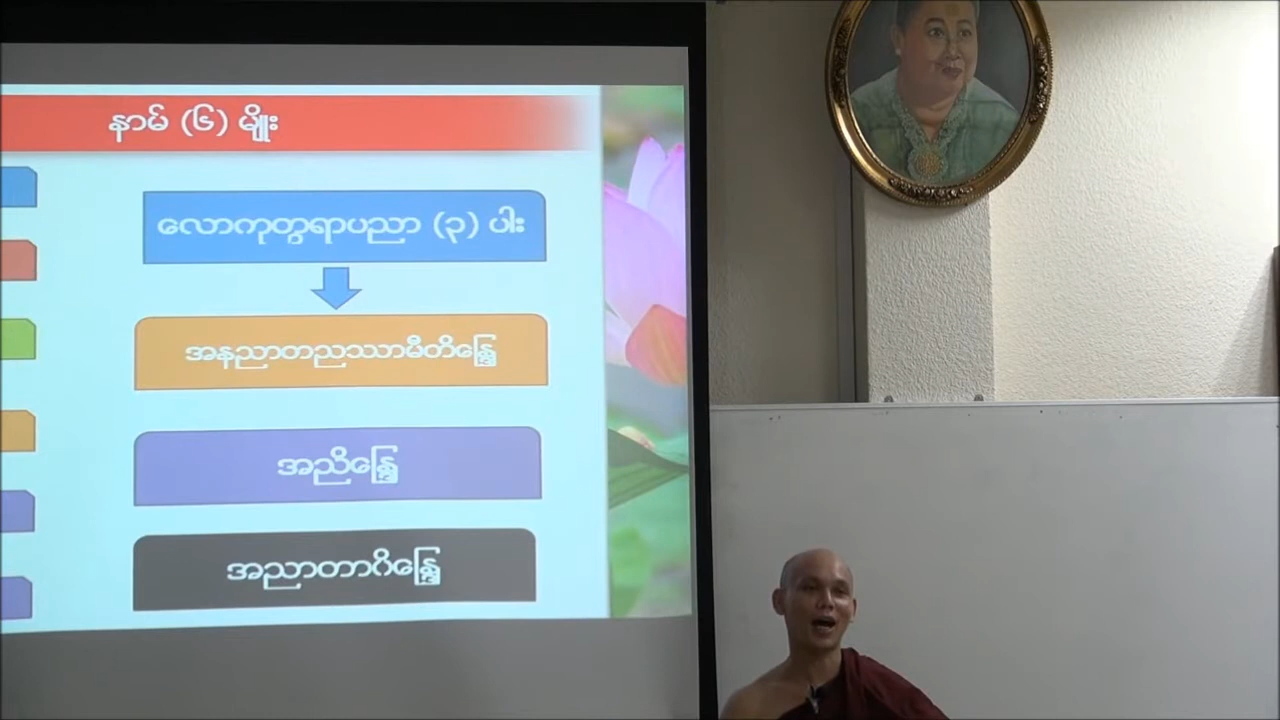 နာမ် (၆) မျိုး
လောကုတ္တရာပညာ (၃) ပါး
အနညာတညဿာမီတိန္ဒြေ
အညိန္ဒြေ
အညာတာဝိန္ဒြေ